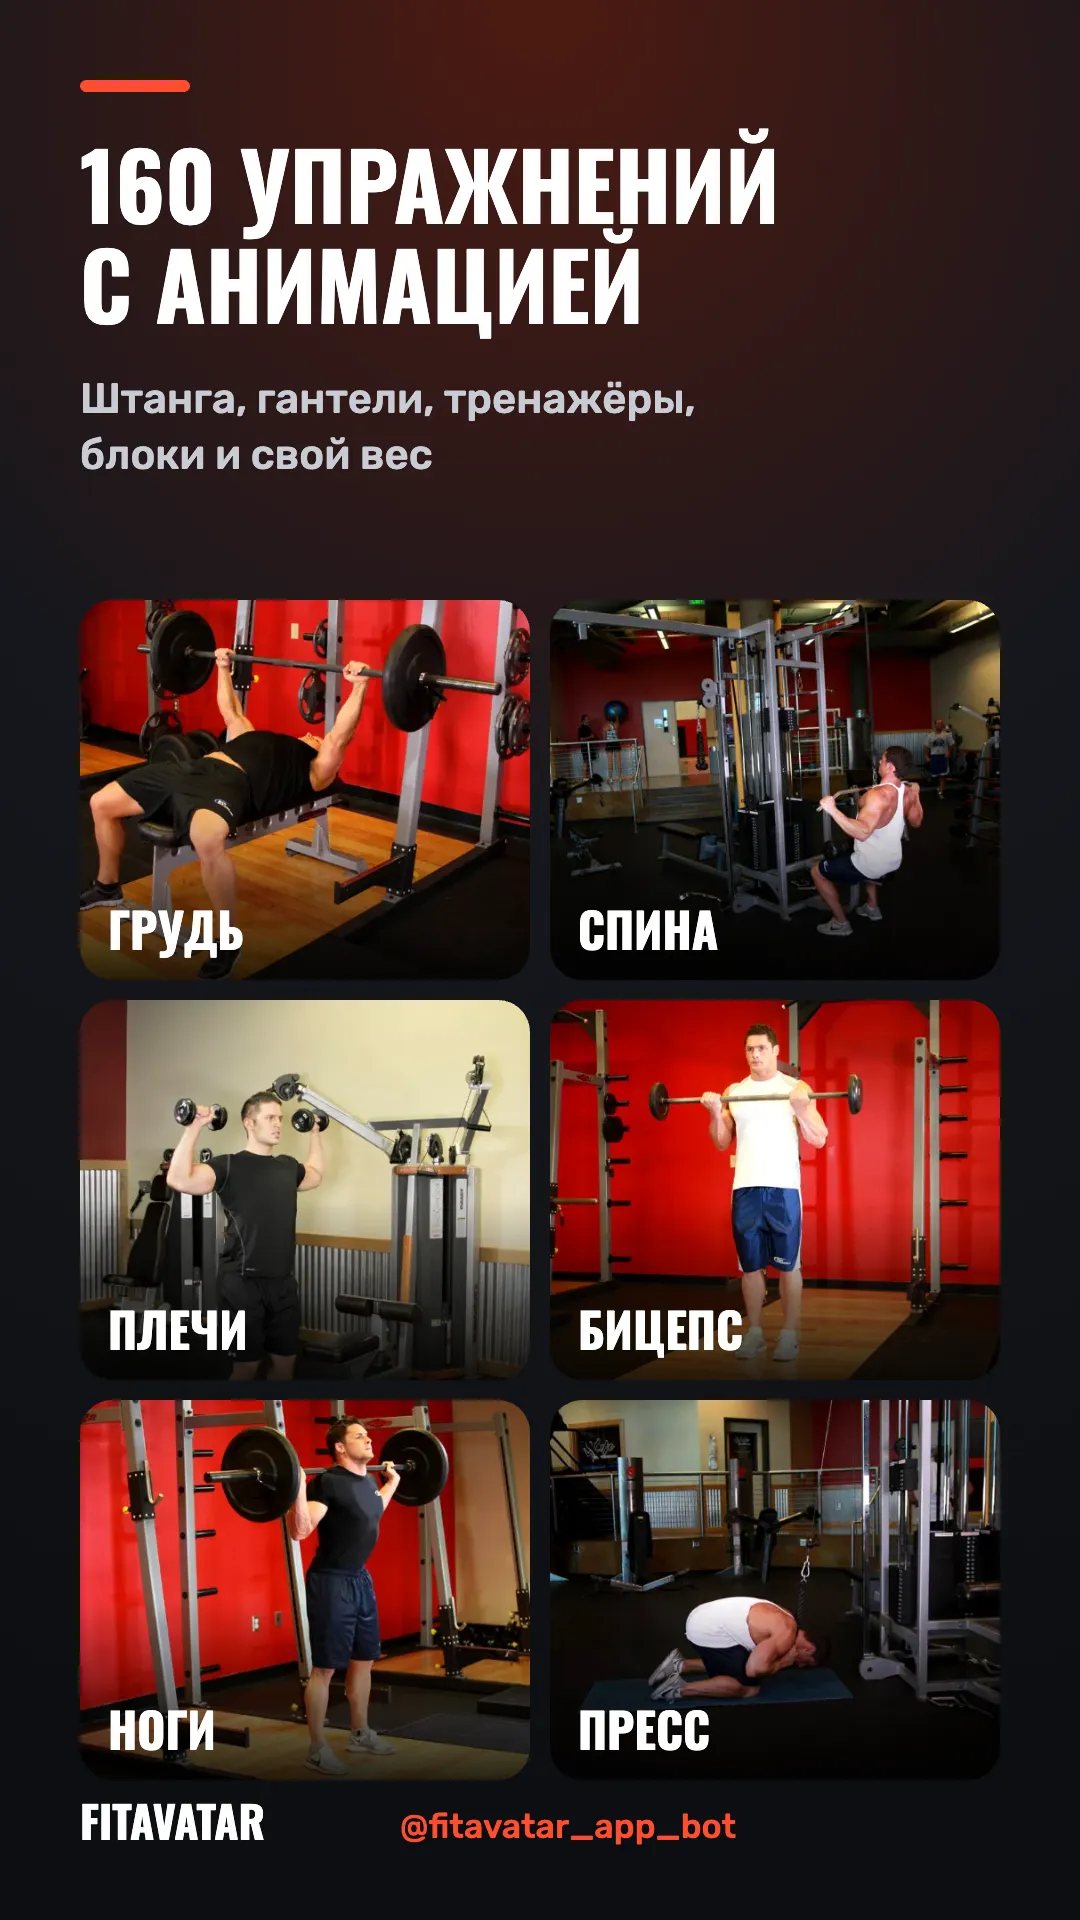 160 УПРАЖНЕНИЙ
С АНИМАЦИЕЙ
Штанга, гантели, тренажёры,
блоки и свой вес
ГРУДЬ
СПИНА
ПЛЕЧИ
БИЦЕПС
НОГИ
ПРЕСС
FITAVATAR
@fitavatar_app_bot